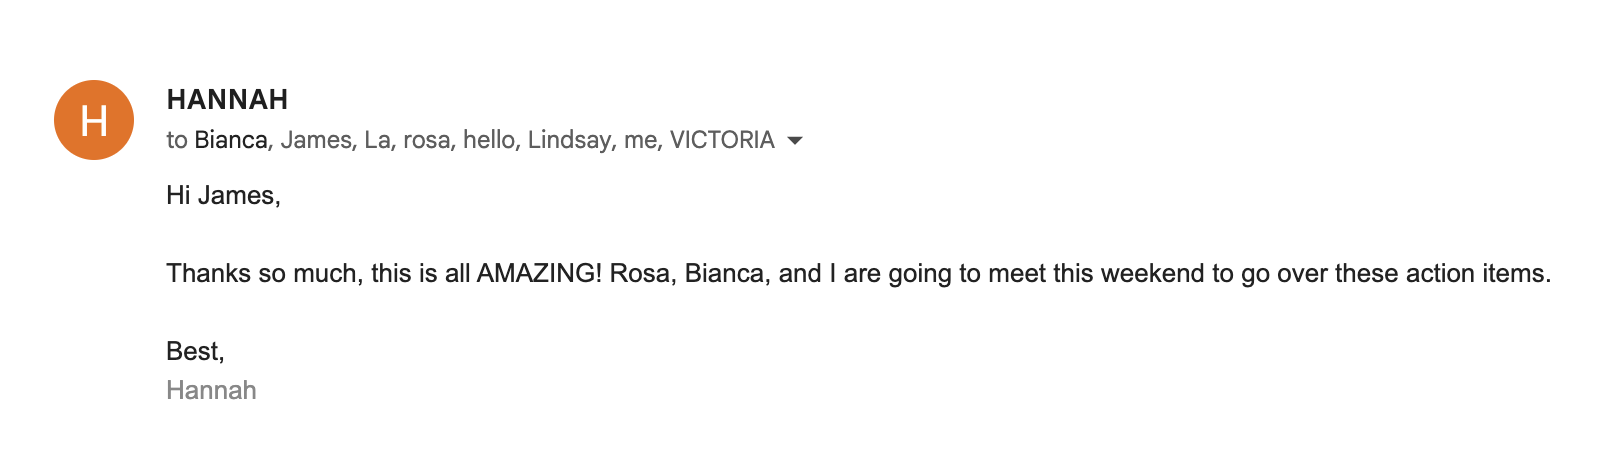 H
HANNAH
to Bianca, James, La, rosa, hello, Lindsay, me, VICTORIA
Hi James,
Thanks so much, this is all AMAZING! Rosa, Bianca, and I are going to meet this weekend to go over these action items.
Best,
Hannah